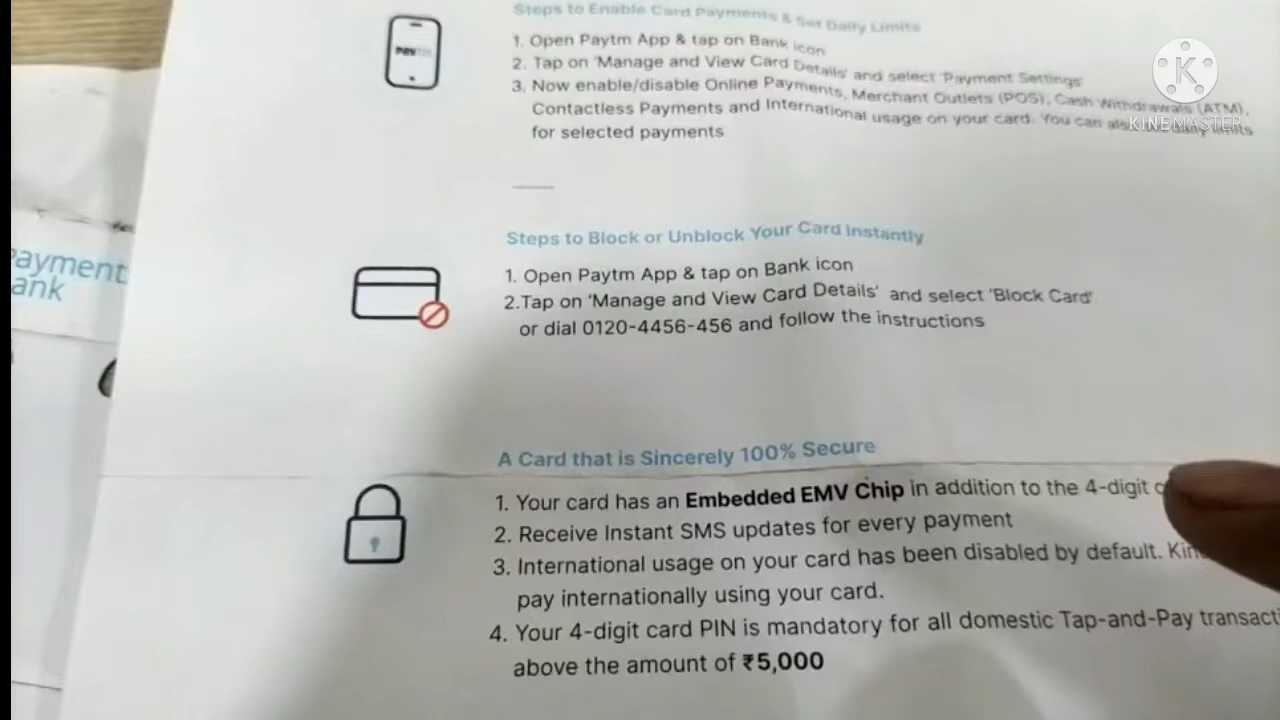 Steps to Enable Card Payments & Set Daily Limits
1. Open Paytm App & tap on Bank icon
2. Tap on 'Manage and View Card Details' and select 'Payment Settings'
3. Now enable/disable Online Payments, Merchant Outlets (POS), Cash Withdrawals (ATM),
Contactless Payments and International usage on your card. You can limits
for selected payments
Steps to Block or Unblock Your Card Instantly
1. Open Paytm App & tap on Bank icon
2.Tap on 'Manage and View Card Details' and select 'Block Card'
or dial 0120-4456-456 and follow the instructions
A Card that is Sincerely 100% Secure
1. Your card has an Embedded EMV Chip in addition to the 4-digit
2. Receive Instant SMS updates for every payment
3. International usage on your card has been disabled by default.
pay internationally using your card.
4. Your 4-digit card PIN is mandatory for all domestic Tap-and-Pay transacti
above the amount of ₹5,000
ayment
ank
K
KINEMASTER